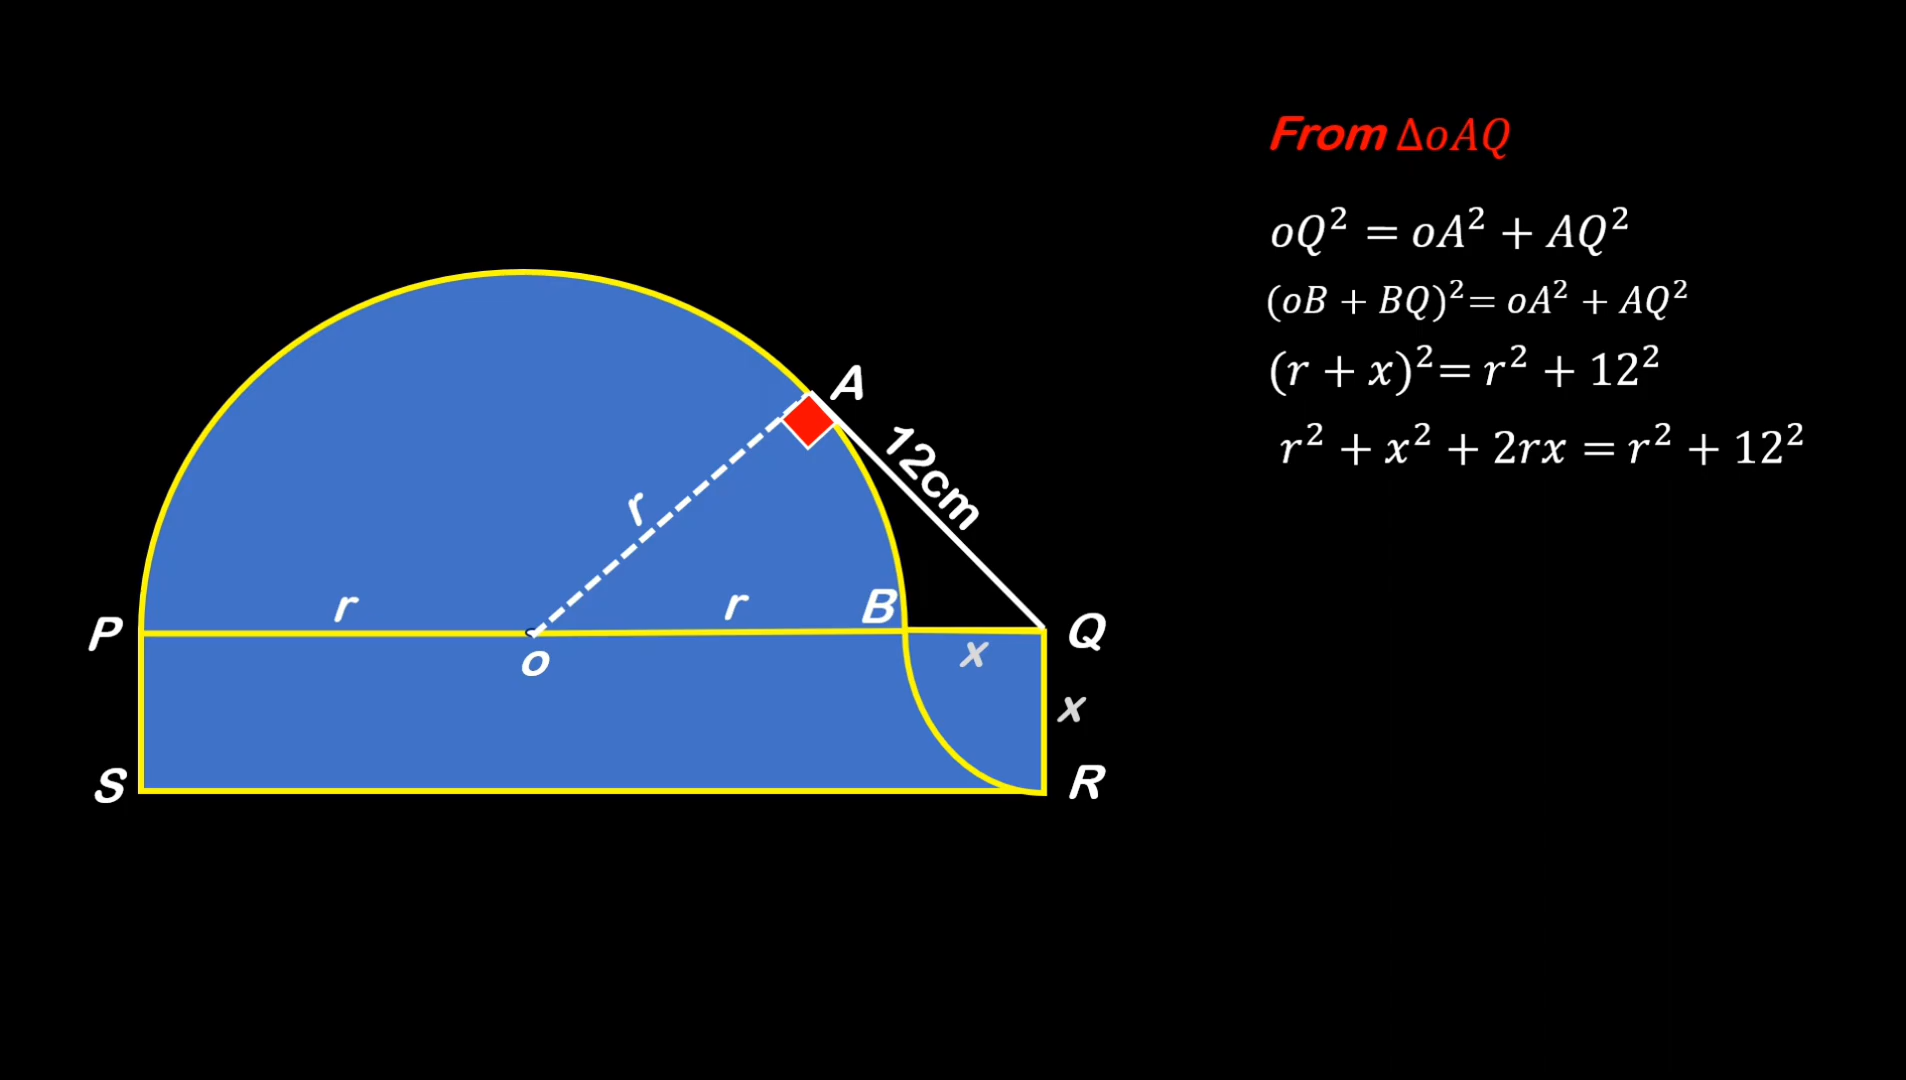 From ΔoAQ
oQ² = oA² + AQ²
(oB + BQ)²= oA² + AQ²
(r + x)²= r² + 12²
r² + x² + 2rx = r² + 12²
A
12cm
r
r
r
B
P
Q
o
x
x
S
R